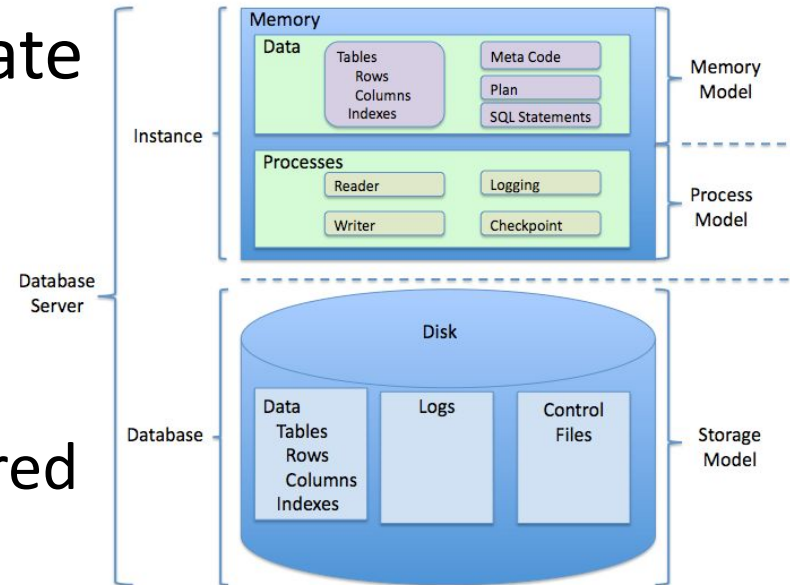 ate
red
Database
Server
Instance
Database
Memory
Data
Tables
Rows
Columns
Indexes
Meta Code
Plan
SQL Statements
Processes
Reader
Logging
Writer
Checkpoint
Memory
Model
Process
Model
Disk
Data
Tables
Rows
Columns
Indexes
Logs
Control
Files
Storage
Model